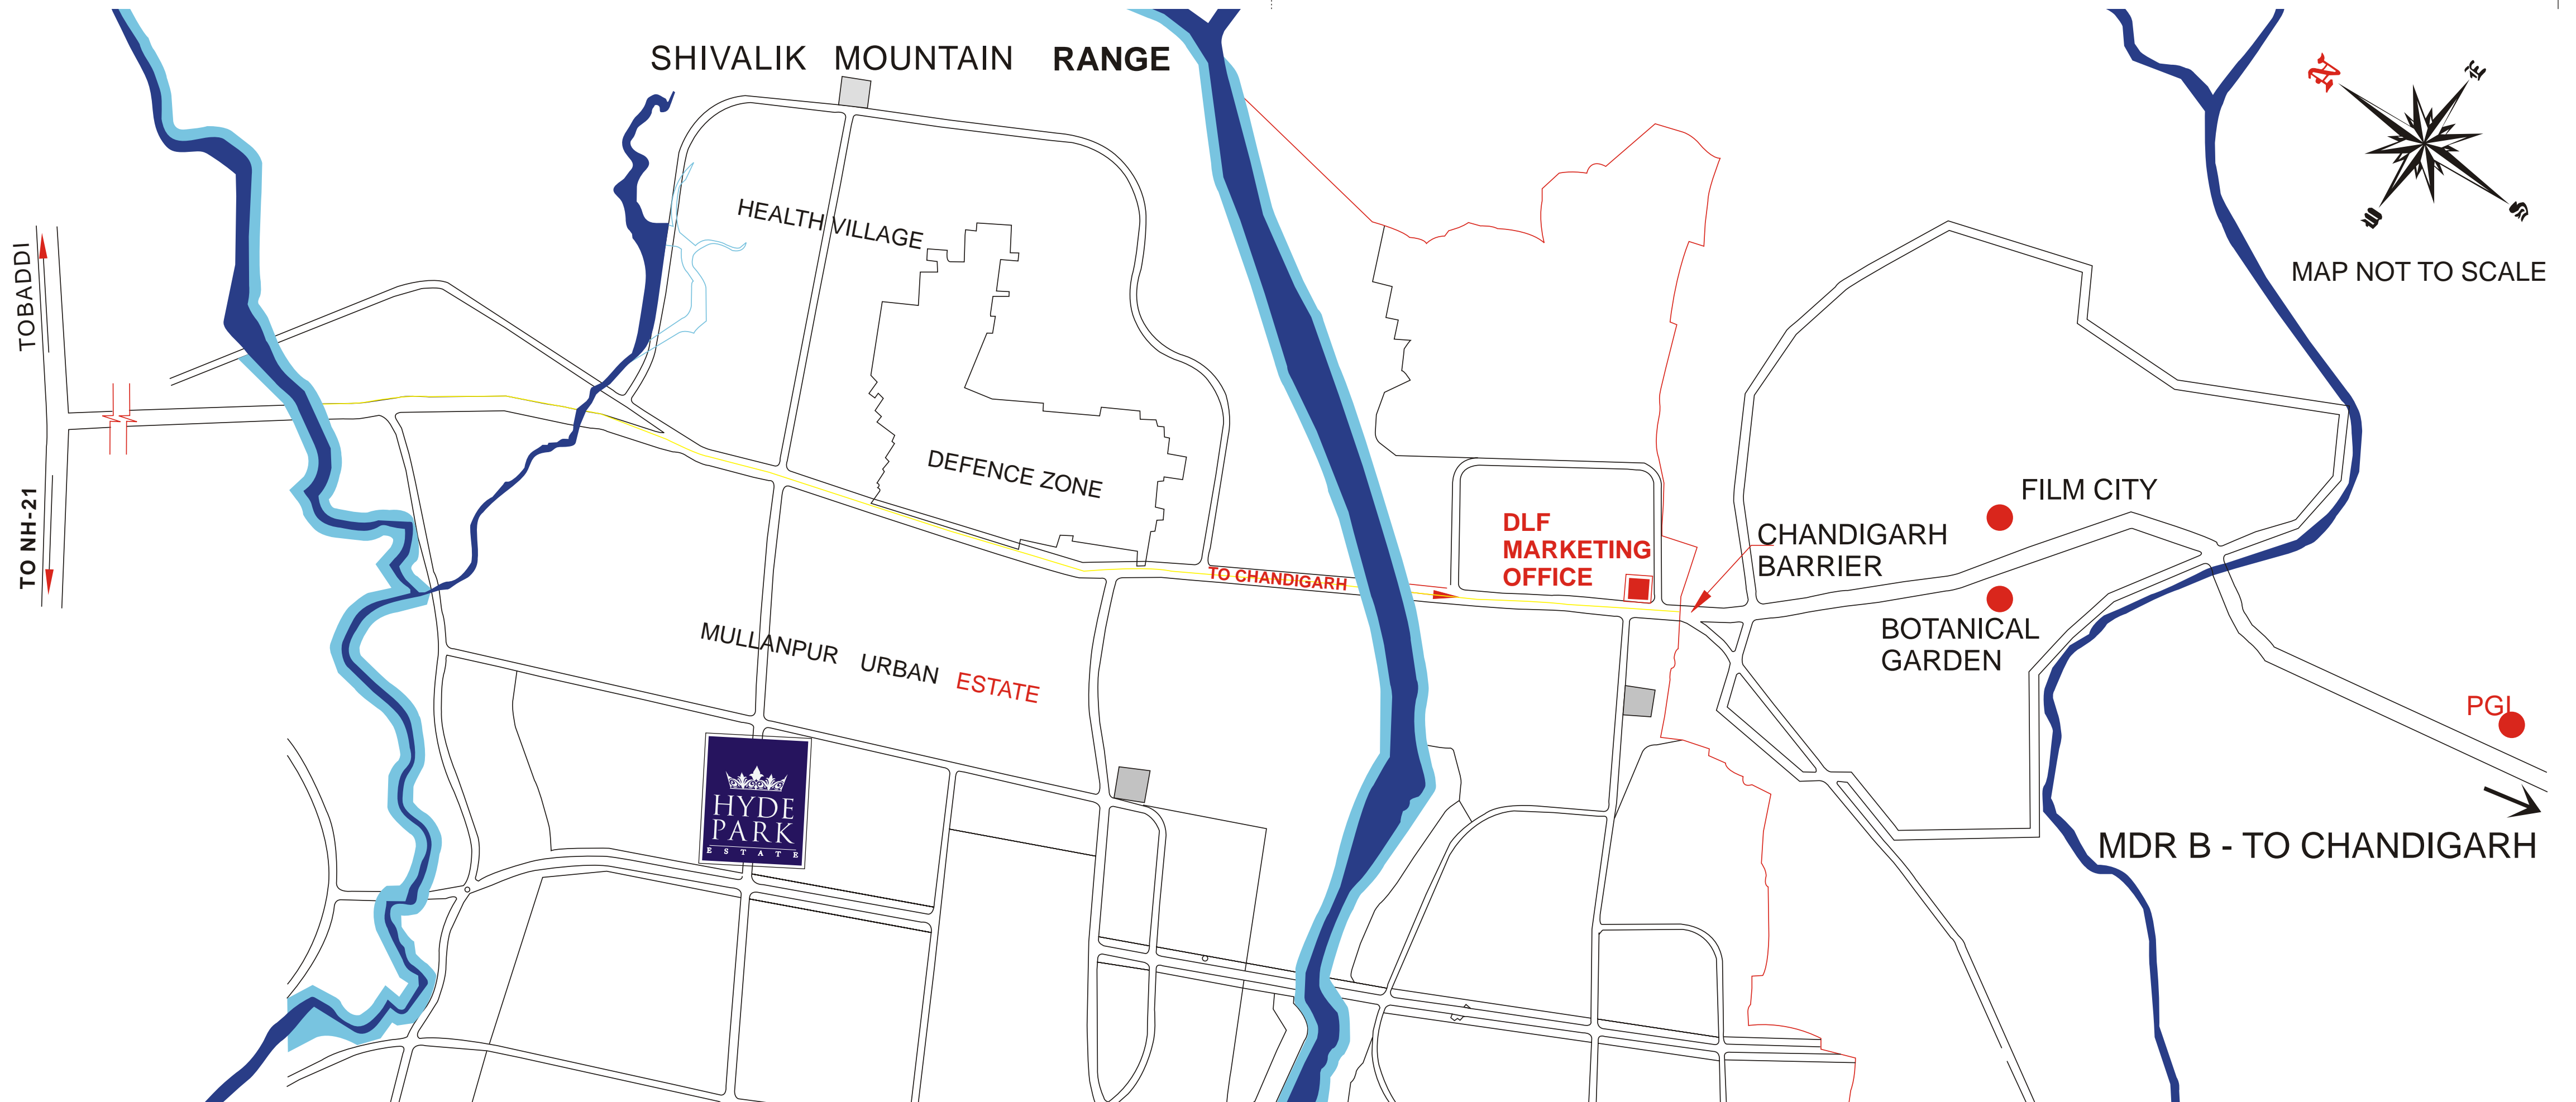 SHIVALIK MOUNTAIN RANGE
N
E
S
W
MAP NOT TO SCALE
HEALTH VILLAGE
TOBADDI
TO NH-21
DEFENCE ZONE
TO CHANDIGARH
DLF
MARKETING
OFFICE
CHANDIGARH
BARRIER
FILM CITY
BOTANICAL
GARDEN
PGI
MULLANPUR URBAN ESTATE
HYDE
PARK
ESTATE
MDR B - TO CHANDIGARH